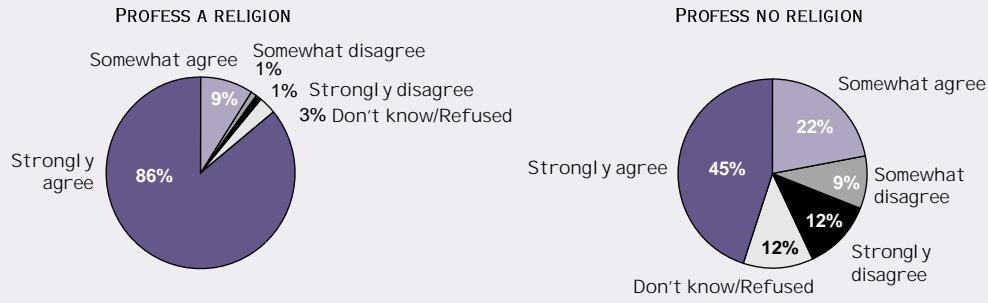 PROFESS A RELIGION
Somewhat agree
Somewhat disagree
1%
9%
1% Strongly disagree
3% Don't know/Refused
Strongly
agree
86%
PROFESS NO RELIGION
Somewhat agree
22%
Strongly agree
45%
9%
Somewhat
disagree
12%
12%
Strongly
disagree
Don't know/Refused